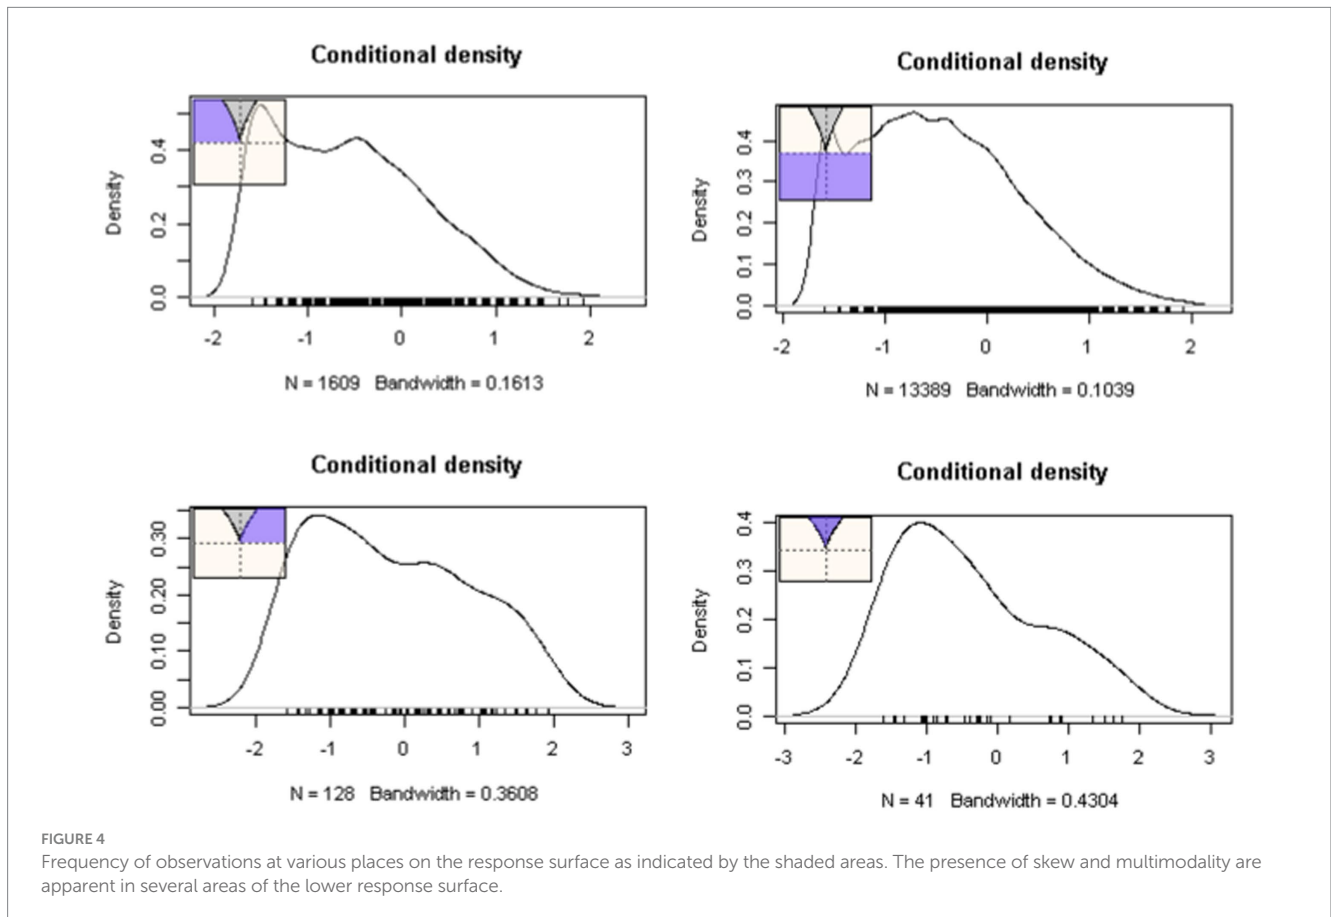 Conditional density
Density
0.0 0.2 0.4
-2 -1 0 1 2
N = 1609 Bandwidth = 0.1613
Conditional density
Density
0.0 0.1 0.2 0.3 0.4
-2 -1 0 1 2
N = 13389 Bandwidth = 0.1039
Conditional density
Density
0.00 0.10 0.20 0.30
-2 -1 0 1 2 3
N = 128 Bandwidth = 0.3608
Conditional density
Density
0.0 0.1 0.2 0.3 0.4
-3 -2 -1 0 1 2 3
N = 41 Bandwidth = 0.4304
FIGURE 4
Frequency of observations at various places on the response surface as indicated by the shaded areas. The presence of skew and multimodality are
apparent in several areas of the lower response surface.